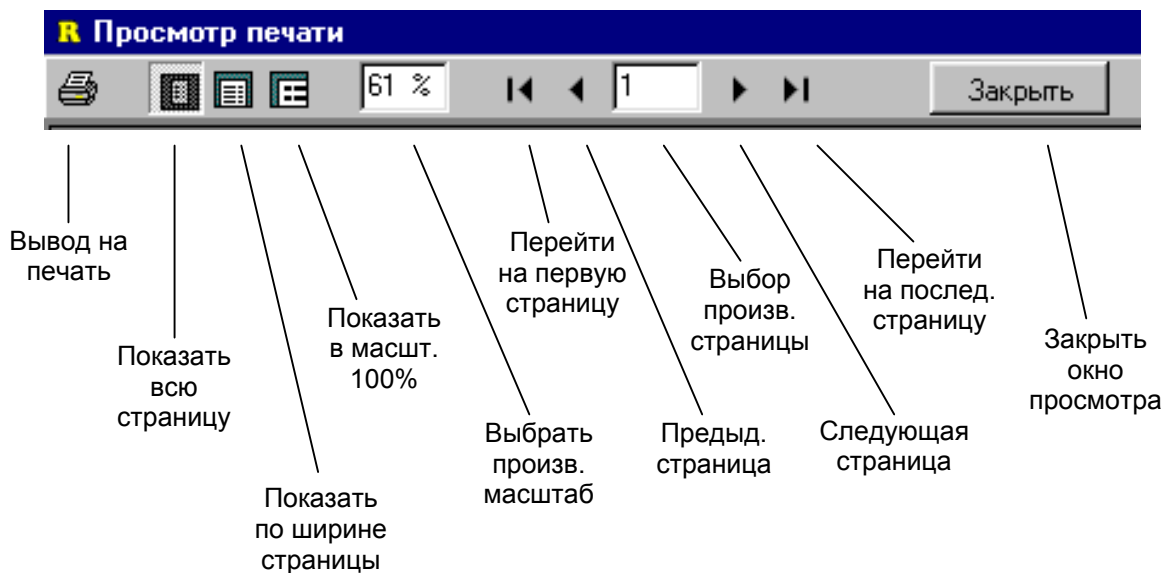 R Просмотр печати
61 %
1
Закрыть
Вывод на
печать
Показать
всю
страницу
Показать
по ширине
страницы
Показать
в масшт.
100%
Выбрать
произв.
масштаб
Перейти
на первую
страницу
Предыд.
страница
Выбор
произв.
страницы
Следующая
страница
Перейти
на послед.
страницу
Закрыть
окно
просмотра